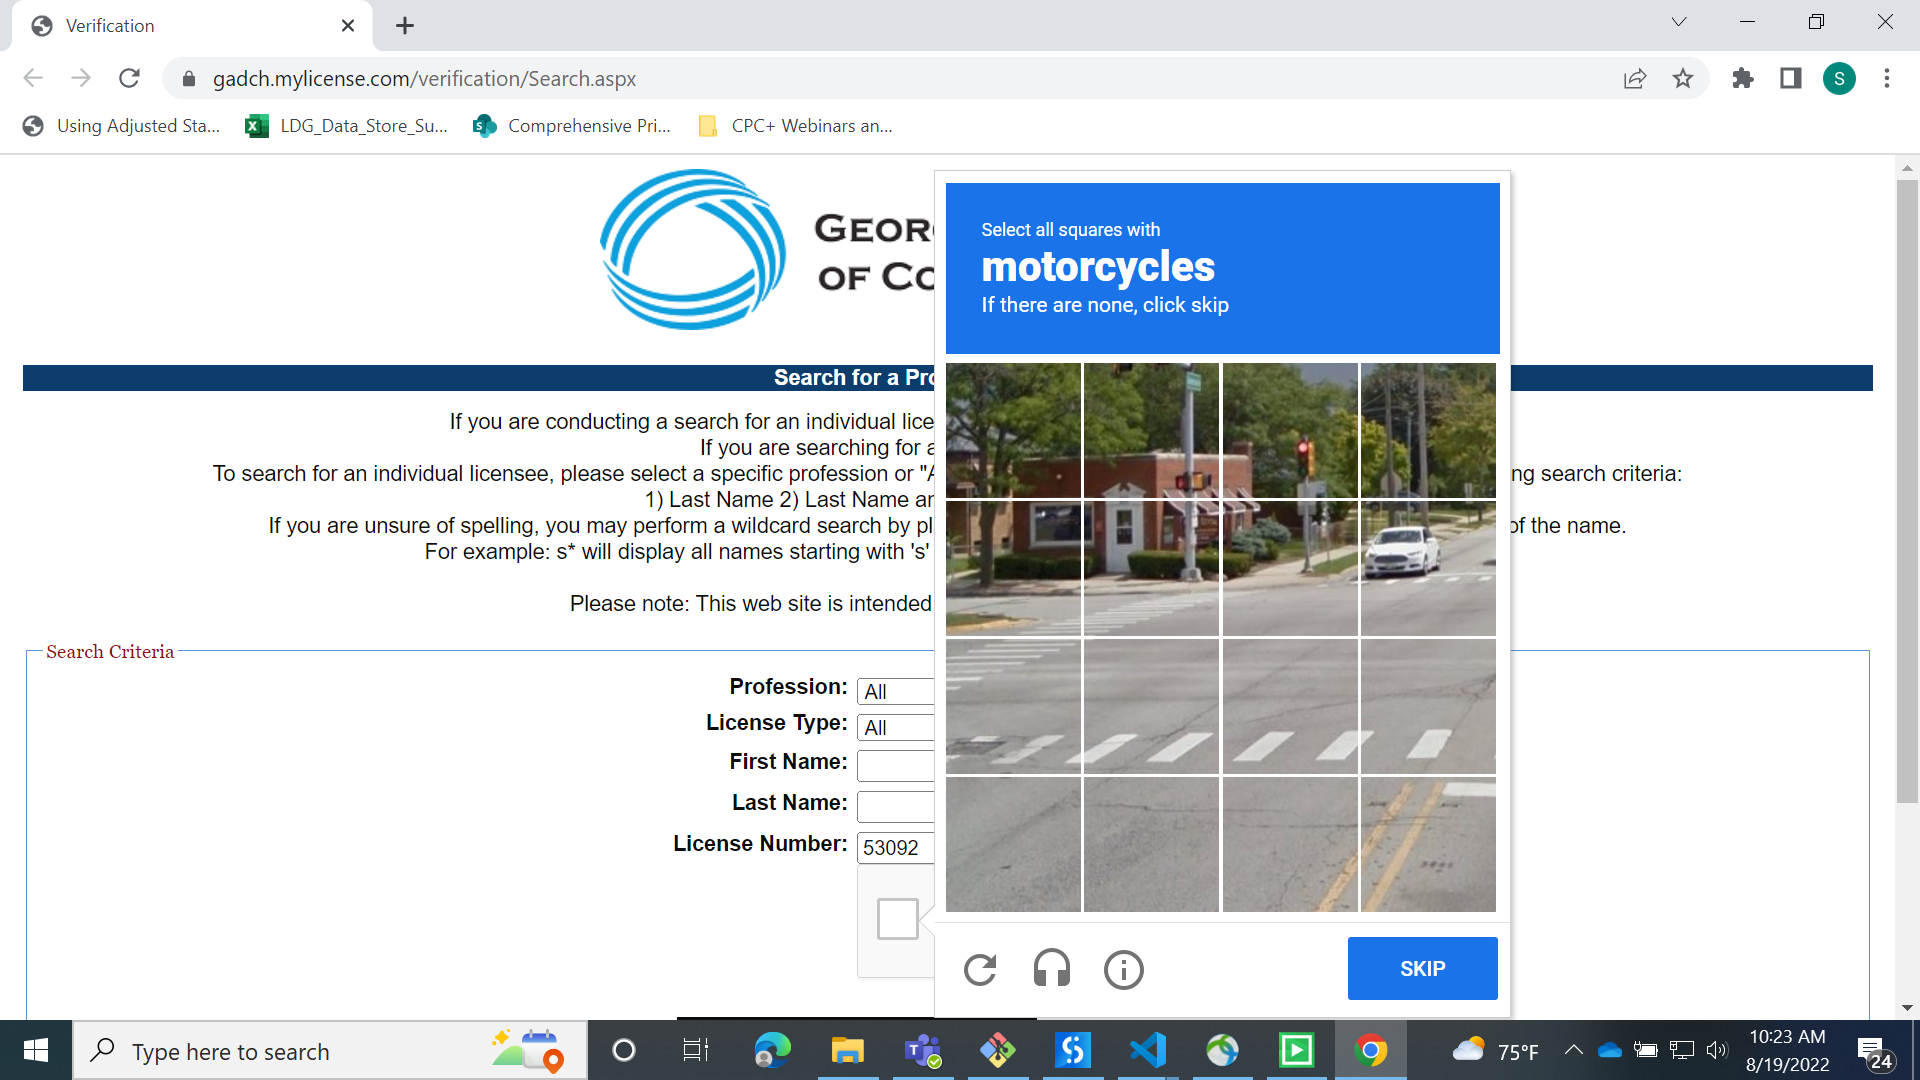 Verification
gadch.mylicense.com/verification/Search.aspx
S
Using Adjusted Sta...
LDG_Data_Store_Su...
Comprehensive Pri...
CPC+ Webinars an...
GEOR
OF CO
Search for a Pro
If you are conducting a search for an individual lice
If you are searching for a
To search for an individual licensee, please select a specific profession or "A
ng search criteria:
1) Last Name 2) Last Name an
If you are unsure of spelling, you may perform a wildcard search by pl
of the name.
For example: s* will display all names starting with 's'
Please note: This web site is intended
Select all squares with
motorcycles
If there are none, click skip
Search Criteria
Profession:
All
License Type:
All
First Name:
Last Name:
License Number:
53092
SKIP
Type here to search
75°F
10:23 AM
8/19/2022
24